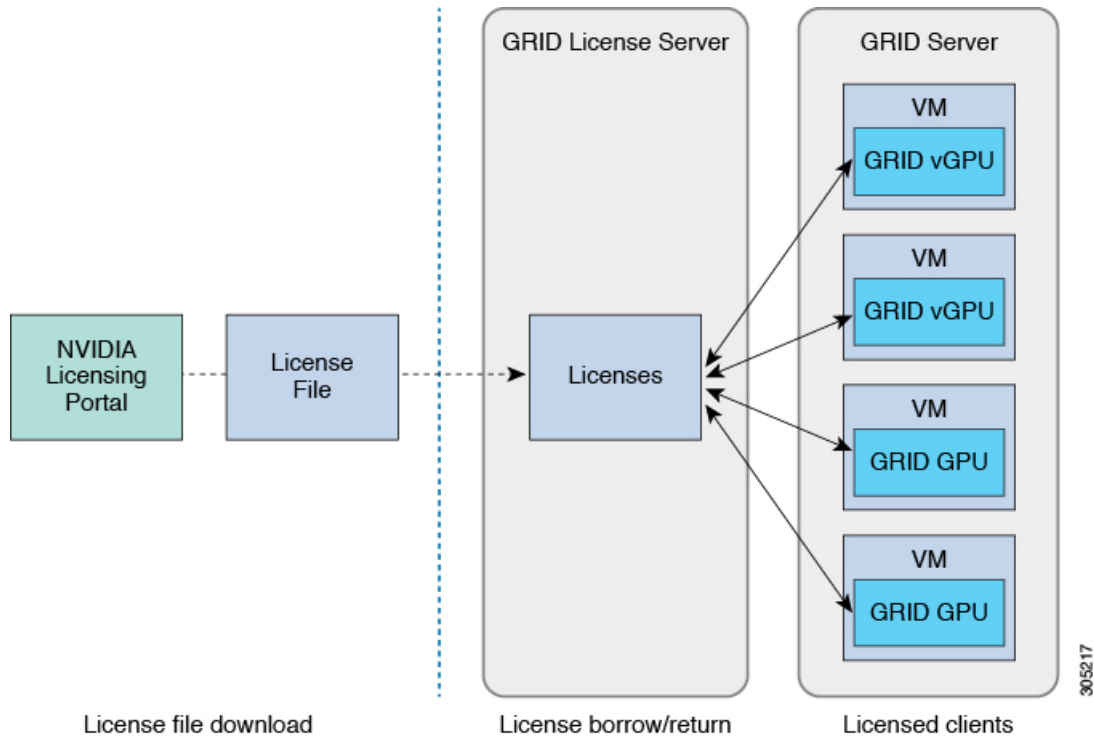 GRID License Server
GRID Server
VM
GRID vGPU
VM
GRID vGPU
NVIDIA
Licensing
Portal
License
File
Licenses
VM
GRID GPU
VM
GRID GPU
305217
License file download
License borrow/return
Licensed clients